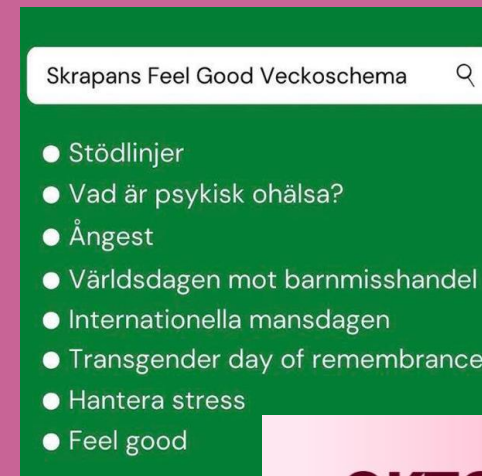 Skrapans Feel Good Veckoschema
Stödlinjer
Vad är psykisk ohälsa?
Ångest
Världsdagen mot barnmisshandel
Internationella mansdagen
Transgender day of remembrance
Hantera stress
Feel good